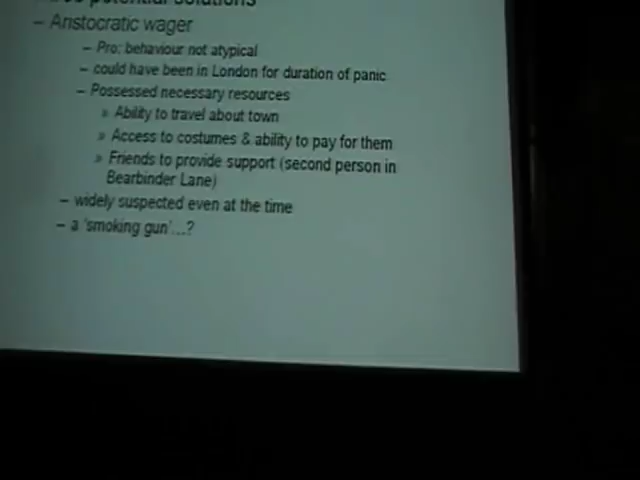 potential solutions
– Aristocratic wager
– Pro: behaviour not atypical
– could have been in London for duration of panic
– Possessed necessary resources
» Ability to travel about town
» Access to costumes & ability to pay for them
» Friends to provide support (second person in
Bearbinder Lane)
– widely suspected even at the time
– a 'smoking gun'...?